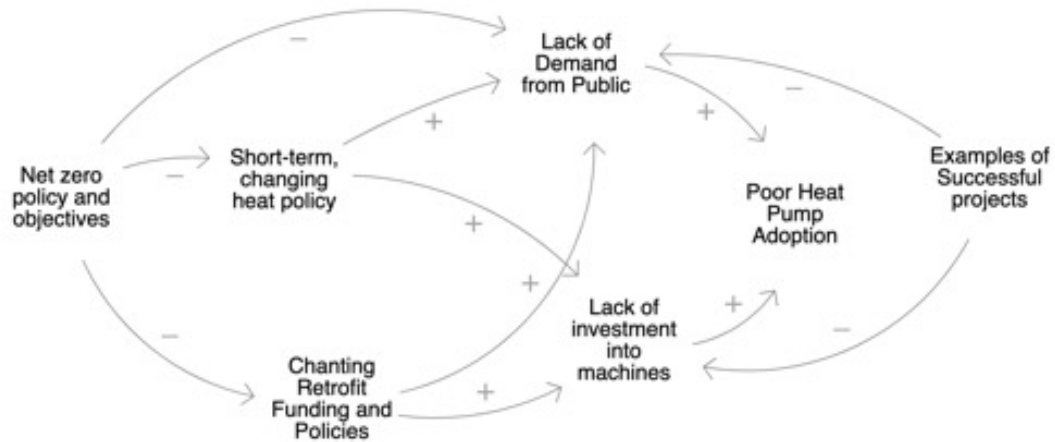 Lack of
Demand
from Public
Net zero
policy and
objectives
Short-term,
changing
heat policy
Examples of
Successful
projects
Poor Heat
Pump
Adoption
Lack of
investment
into
machines
Chanting
Retrofit
Funding and
Policies
−
−
−
+
+
+
+
+
+
−
−